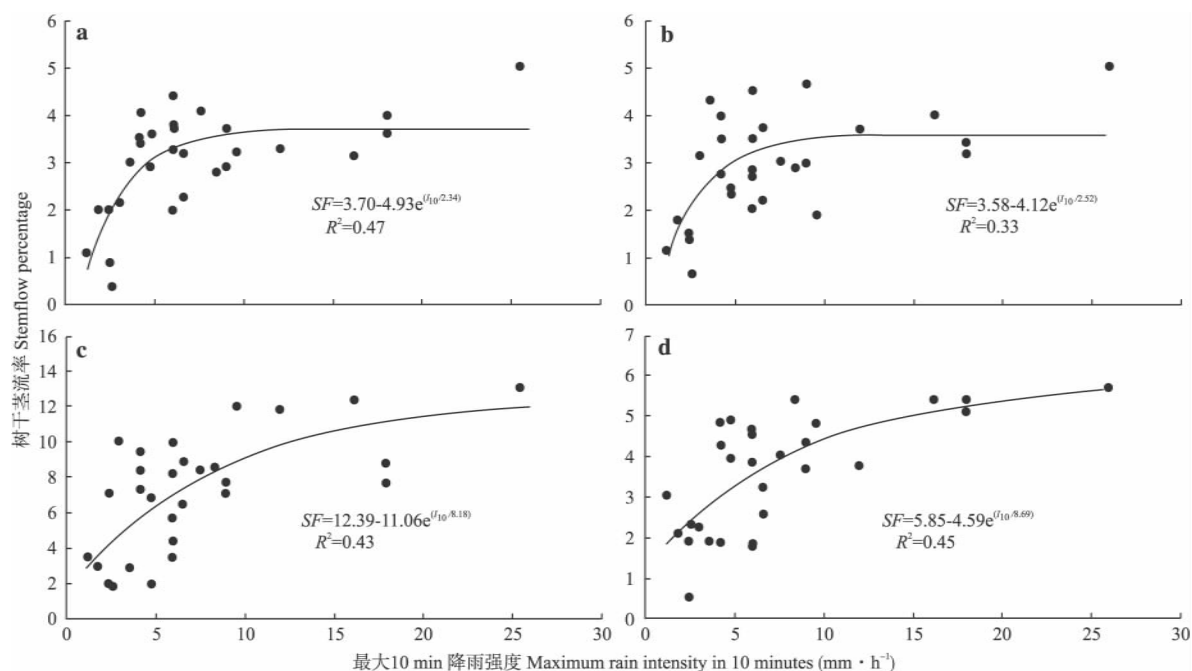 a
6
5
4
3
2
1
0
SF=3.70-4.93e^(I10/2.34)
R²=0.47
b
6
5
4
3
2
1
0
SF=3.58-4.12e^(I10/2.52)
R²=0.33
树干茎流率 Stemflow percentage
c
16
14
12
10
8
6
4
2
0
SF=12.39-11.06e^(I10/8.18)
R²=0.43
0 5 10 15 20 25 30
d
7
6
5
4
3
2
1
0
SF=5.85-4.59e^(I10/8.69)
R²=0.45
0 5 10 15 20 25 30
最大10 min 降雨强度 Maximum rain intensity in 10 minutes (mm·h⁻¹)